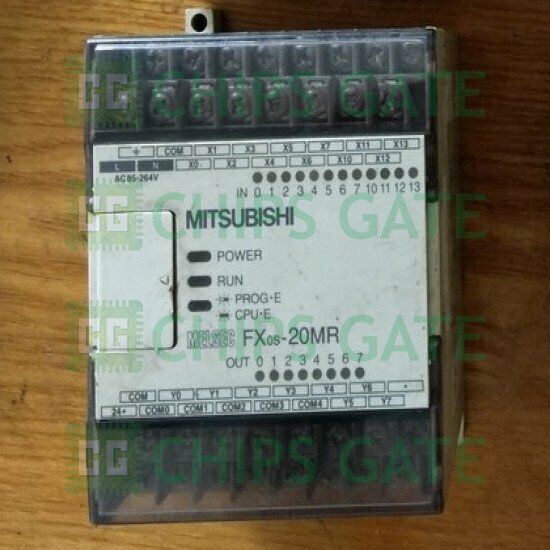 CHIPS GATE
⏚ COM X1 X3 X5 X7 X11 X13
L N X0 X2 X4 X6 X10 X12
AC85-264V
IN 0 1 2 3 4 5 6 7 10 11 12 13
CHIPS GATE
MITSUBISHI
POWER
RUN
PROG-E
CPU-E
CHIPS GATE
MELSEC FX0S-20MR
OUT 0 1 2 3 4 5 6 7
COM Y0 Y1 Y2 Y3 Y4 Y6 •
24+ COM0 COM1 COM2 COM3 COM4 Y5 Y7
CHIPS GATE